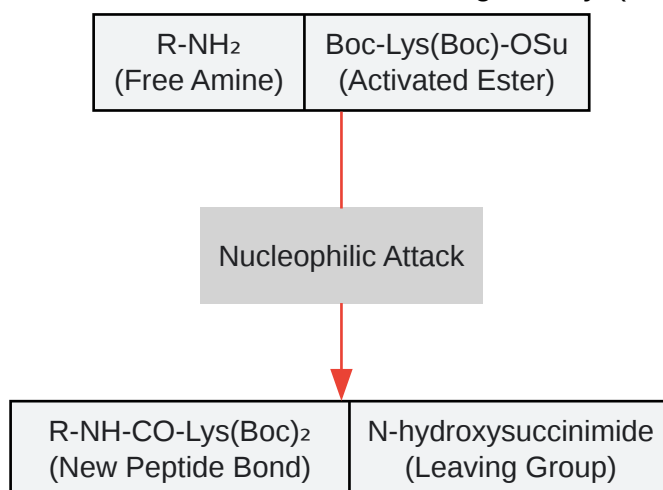 R-NH₂
(Free Amine)
Boc-Lys(Boc)-OSu
(Activated Ester)
Nucleophilic Attack
R-NH-CO-Lys(Boc)₂
(New Peptide Bond)
N-hydroxysuccinimide
(Leaving Group)